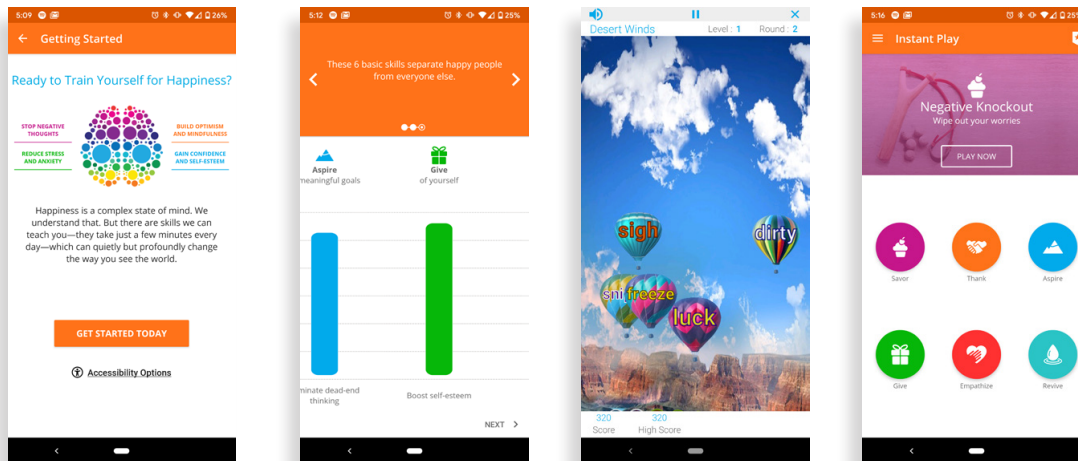 5:09 26%
Getting Started
Ready to Train Yourself for Happiness?
STOP NEGATIVE
THOUGHTS
REDUCE STRESS
AND ANXIETY
BUILD OPTIMISM
AND MINDFULNESS
GAIN CONFIDENCE
AND SELF-ESTEEM
Happiness is a complex state of mind. We
understand that. But there are skills we can
teach you—they take just a few minutes every
day—which can quietly but profoundly change
the way you see the world.
GET STARTED TODAY
Accessibility Options
5:12 25%
These 6 basic skills separate happy people
from everyone else.
Aspire
meaningful goals
Give
of yourself
minate dead-end
thinking
Boost self-esteem
NEXT
Desert Winds Level : 1 Round : 2
sigh
dirty
sni
freeze
luck
320 320
Score High Score
5:16 25%
Instant Play
Negative Knockout
Wipe out your worries
PLAY NOW
Savor Thank Aspire
Give Empathize Revive